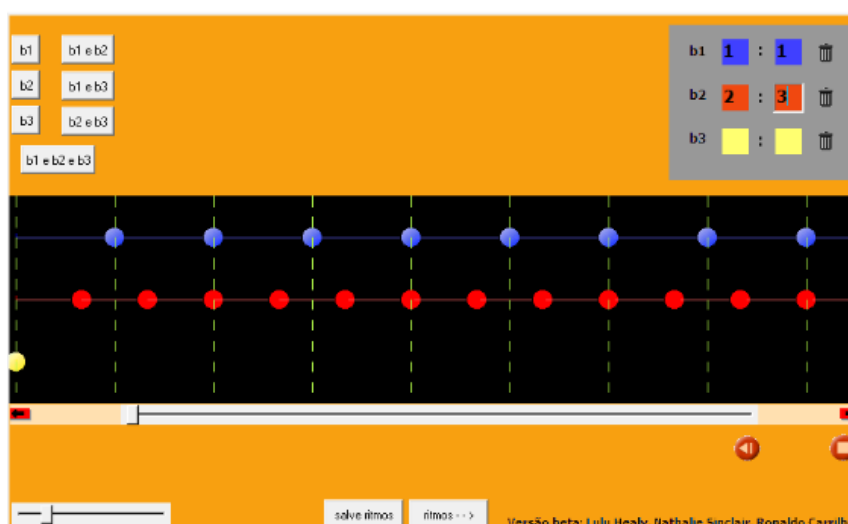 b1 b1 e b2
b2 b1 e b3
b3 b2 e b3
b1 e b2 e b3
b1 1 : 1
b2 2 : 3
b3 :
salve ritmos ritmos - - >
Versão beta: Lulu Healy, Nathalie Sinclair, Ronaldo